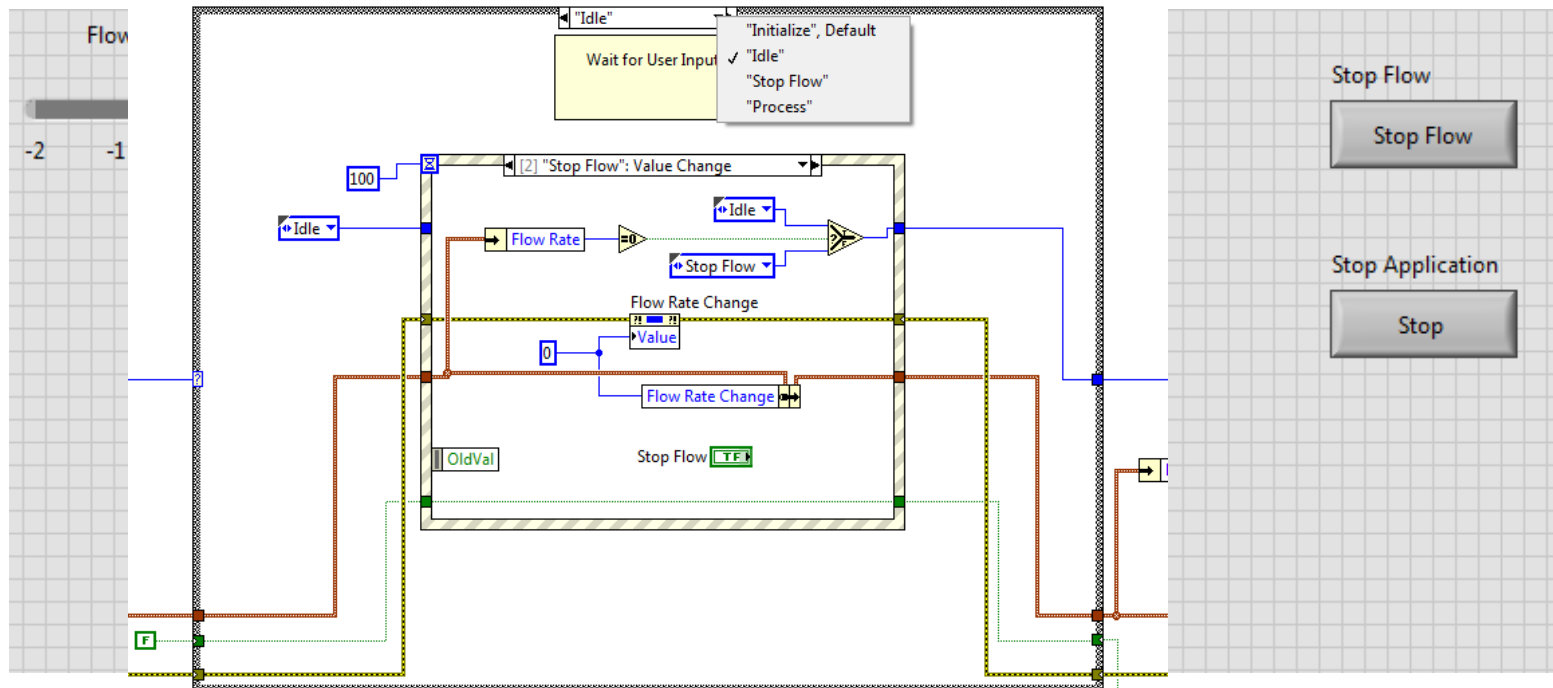 "Idle"
"Initialize", Default
"Idle"
"Stop Flow"
"Process"
Wait for User Input
Flow
-2 -1
100
[2] "Stop Flow": Value Change
Idle
Idle
Flow Rate
=0
?
T
F
Stop Flow
Flow Rate Change
?! ?!
Value
0
?
Flow Rate Change
OldVal
Stop Flow TF
F
Stop Flow
Stop Flow
Stop Application
Stop